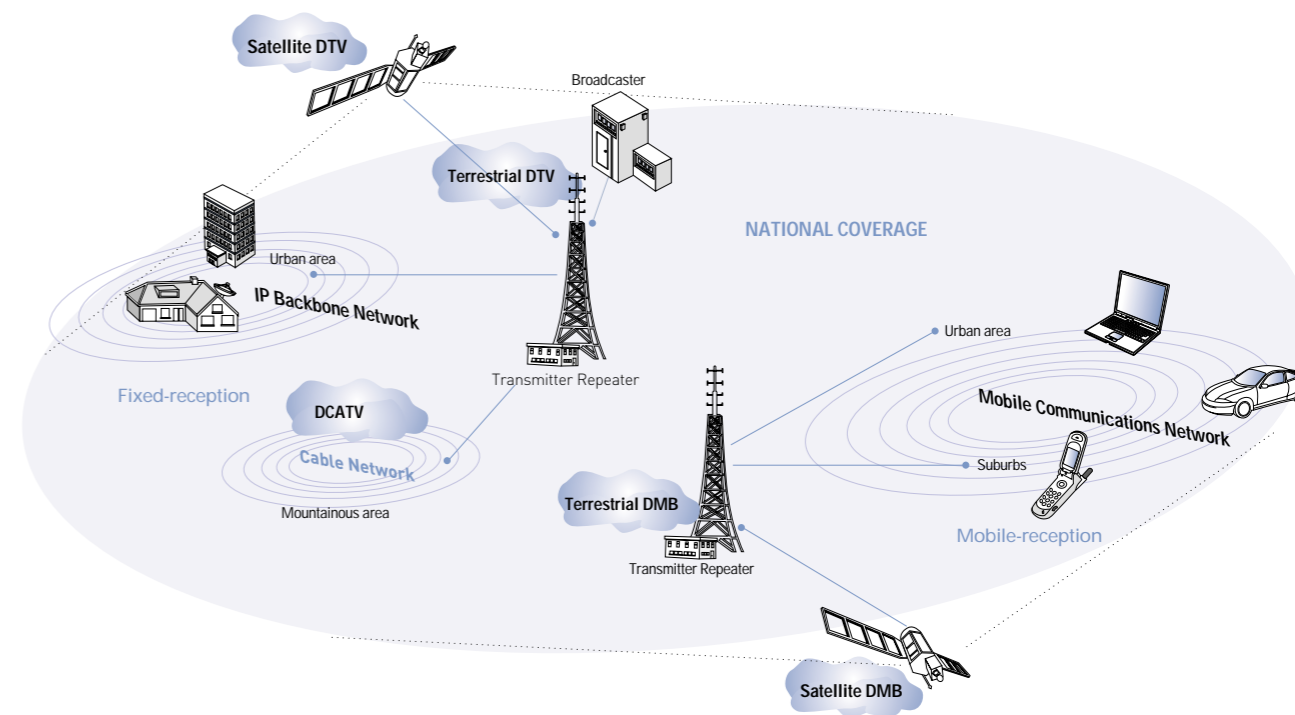 Satellite DTV
Broadcaster
Terrestrial DTV
NATIONAL COVERAGE
Urban area
IP Backbone Network
Urban area
Transmitter Repeater
Fixed-reception
DCATV
Mobile Communications Network
Cable Network
Suburbs
Mountainous area
Terrestrial DMB
Mobile-reception
Transmitter Repeater
Satellite DMB